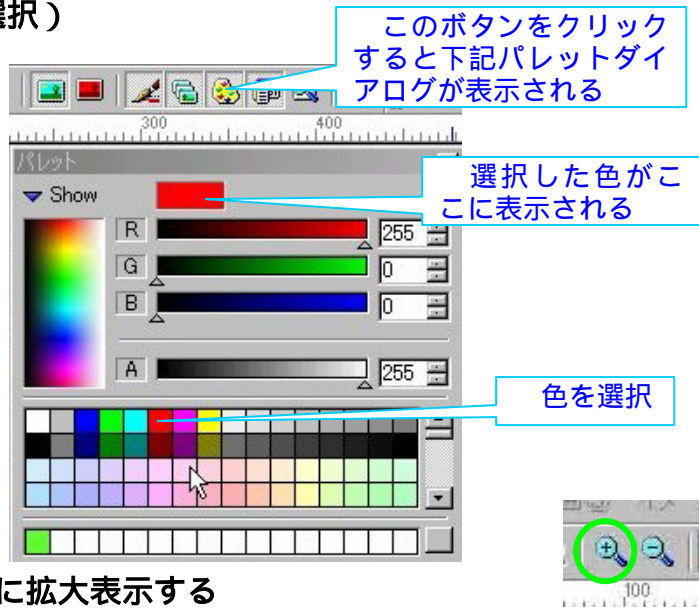 選択）
このボタンをクリック
すると下記パレットダイ
アログが表示される
300 400
パレット
Show
選択した色がこ
こに表示される
R 255
G 0
B 0
A 255
色を選択
100
に拡大表示する